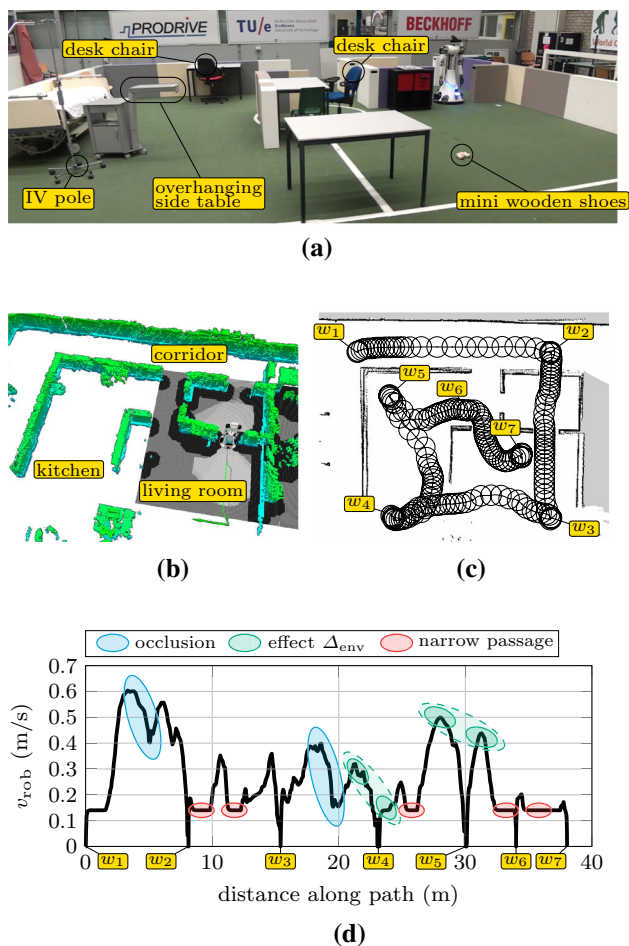 PRODRIVE
TU/e
BECKHOFF
World C
desk chair
desk chair
IV pole
overhanging
side table
mini wooden shoes
(a)
corridor
kitchen
living room
(b)
w1
w2
w5
w6
w7
w4
w3
(c)
occlusion
effect Δenv
narrow passage
0.7
0.6
0.5
0.4
0.3
0.2
0.1
0
vrob (m/s)
w1
w2
w3
w4
w5
w6
w7
0
10
20
30
40
distance along path (m)
(d)